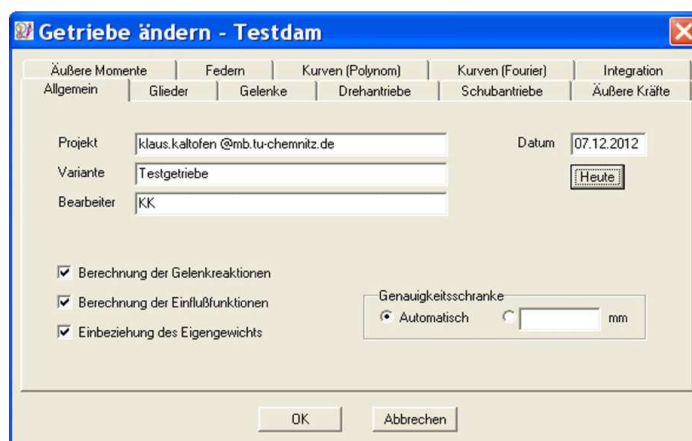 Getriebe ändern - Testdam
Äußere Momente Federn Kurven (Polynom) Kurven (Fourier) Integration
Allgemein Glieder Gelenke Drehantriebe Schubantriebe Äußere Kräfte
Projekt klaus.kaltofen @mb.tu-chemnitz.de Datum 07.12.2012
Variante Testgetriebe Heute
Bearbeiter KK
Berechnung der Gelenkreaktionen
Berechnung der Einflußfunktionen
Einbeziehung des Eigengewichts
Genauigkeitsschranke
Automatisch mm
OK Abbrechen